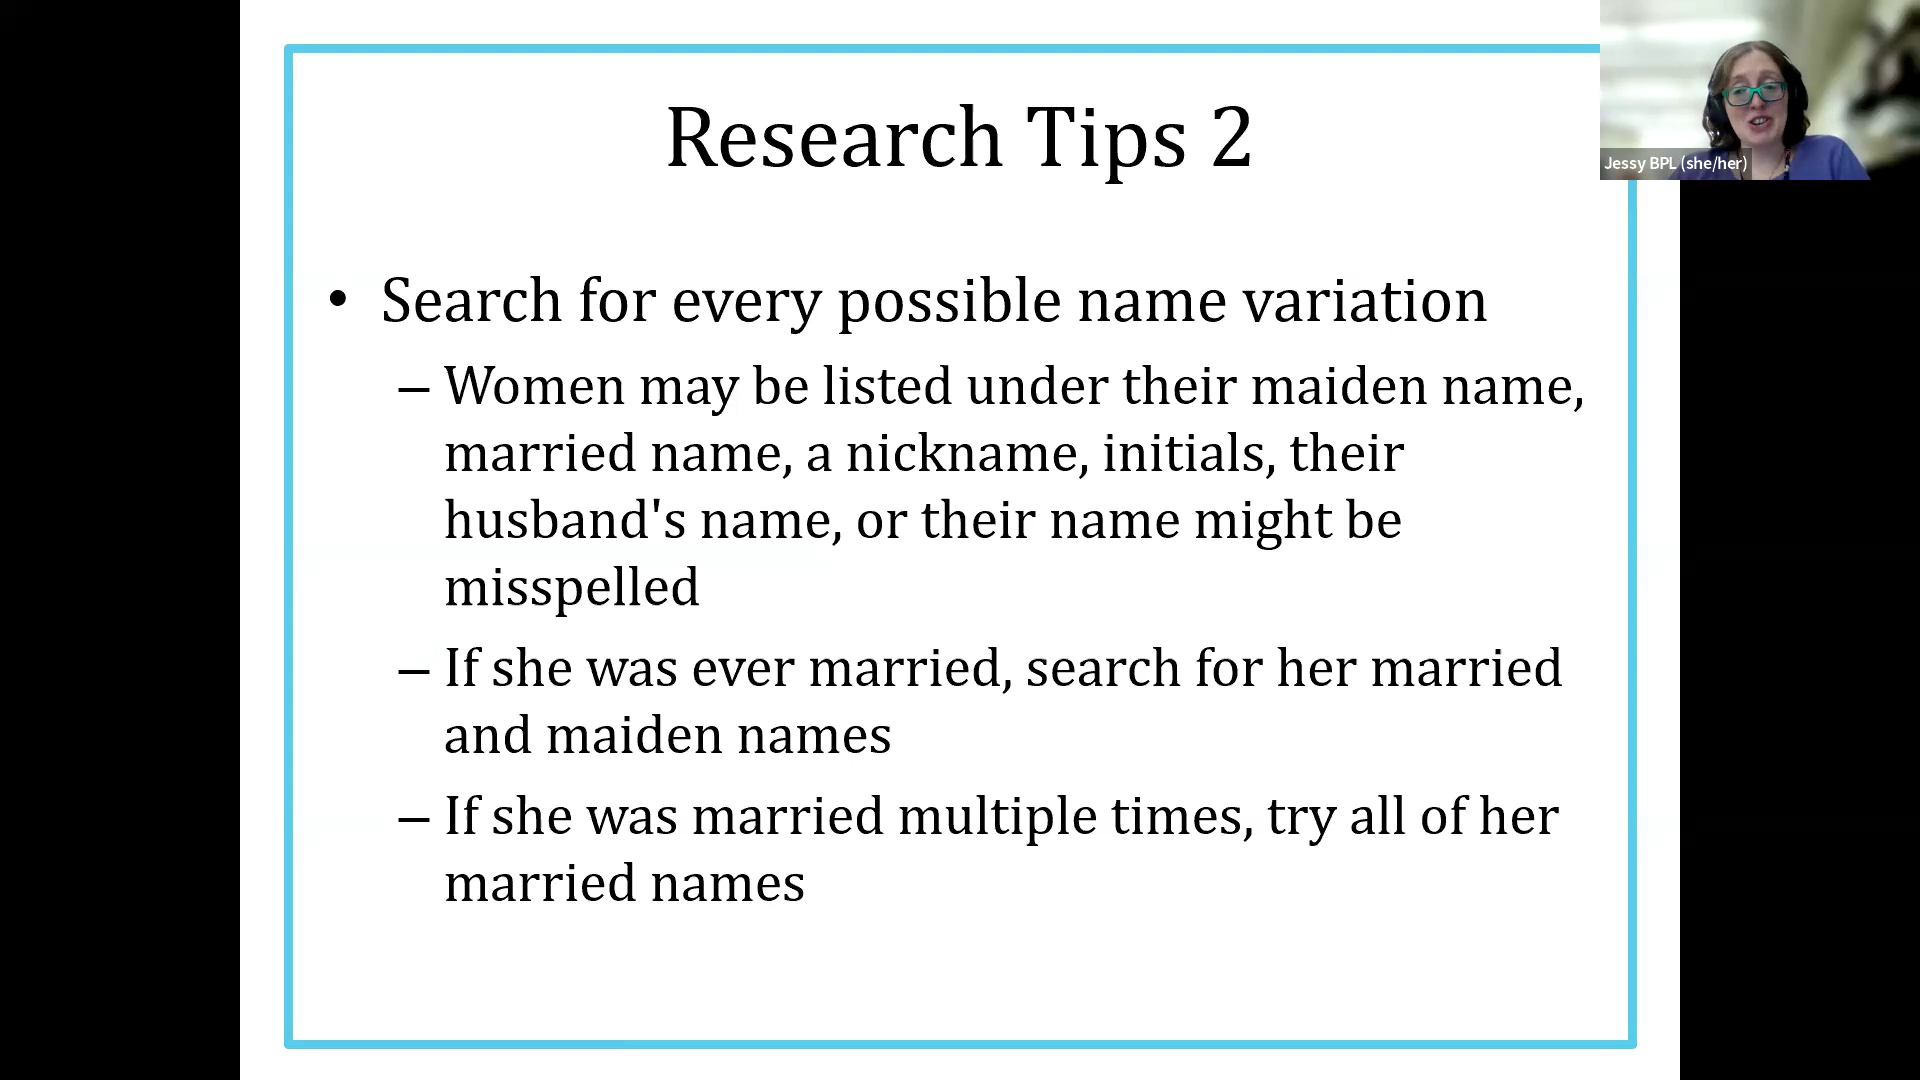 Research Tips 2
Jessy BPL (she/her)
• Search for every possible name variation
– Women may be listed under their maiden name,
married name, a nickname, initials, their
husband's name, or their name might be
misspelled
– If she was ever married, search for her married
and maiden names
– If she was married multiple times, try all of her
married names